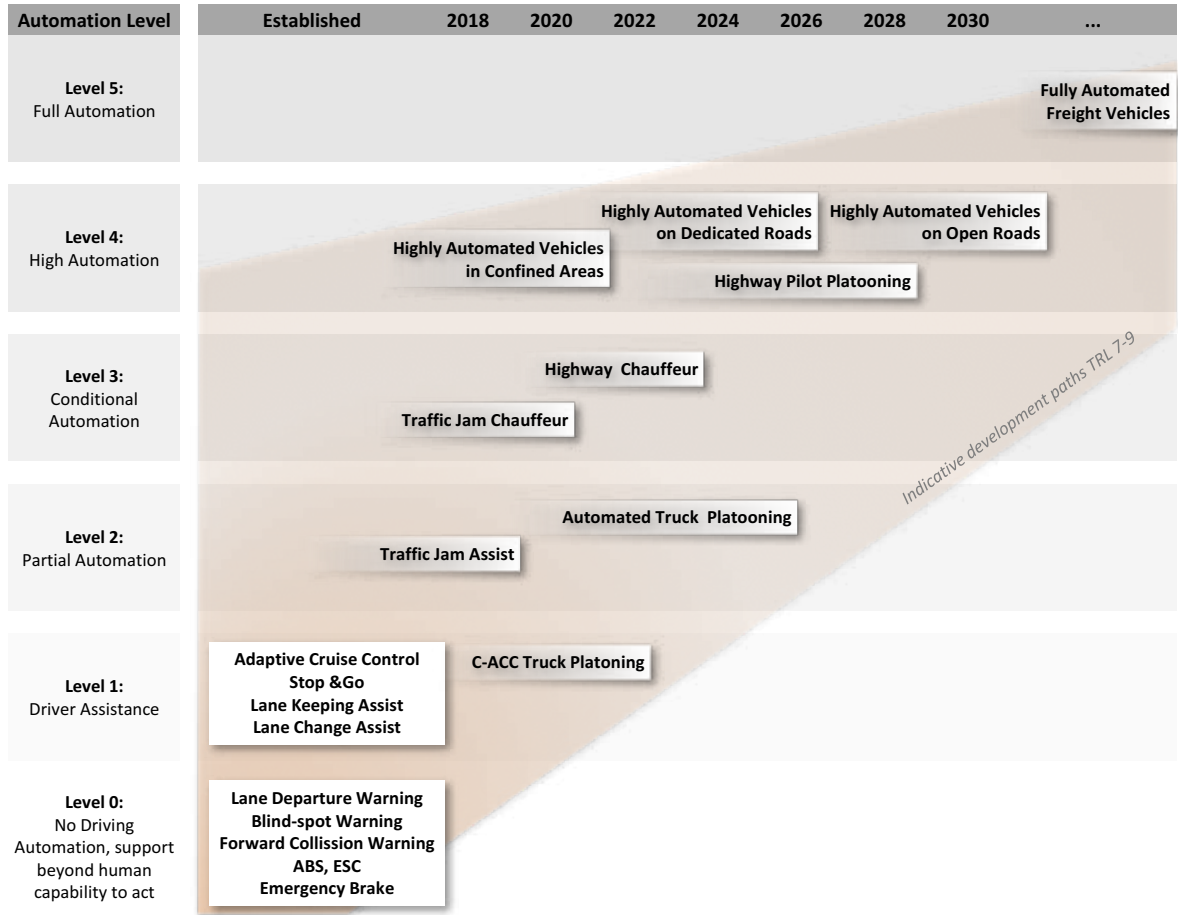 Automation Level Established 2018 2020 2022 2024 2026 2028 2030 ...
Level 5:
Full Automation
Fully Automated
Freight Vehicles
Level 4:
High Automation
Highly Automated Vehicles
in Confined Areas
Highly Automated Vehicles
on Dedicated Roads
Highly Automated Vehicles
on Open Roads
Highway Pilot Platooning
Level 3:
Conditional
Automation
Highway Chauffeur
Traffic Jam Chauffeur
Indicative development paths TRL 7-9
Level 2:
Partial Automation
Automated Truck Platooning
Traffic Jam Assist
Level 1:
Driver Assistance
Adaptive Cruise Control
Stop &Go
Lane Keeping Assist
Lane Change Assist
C-ACC Truck Platoning
Level 0:
No Driving
Automation, support
beyond human
capability to act
Lane Departure Warning
Blind-spot Warning
Forward Collission Warning
ABS, ESC
Emergency Brake